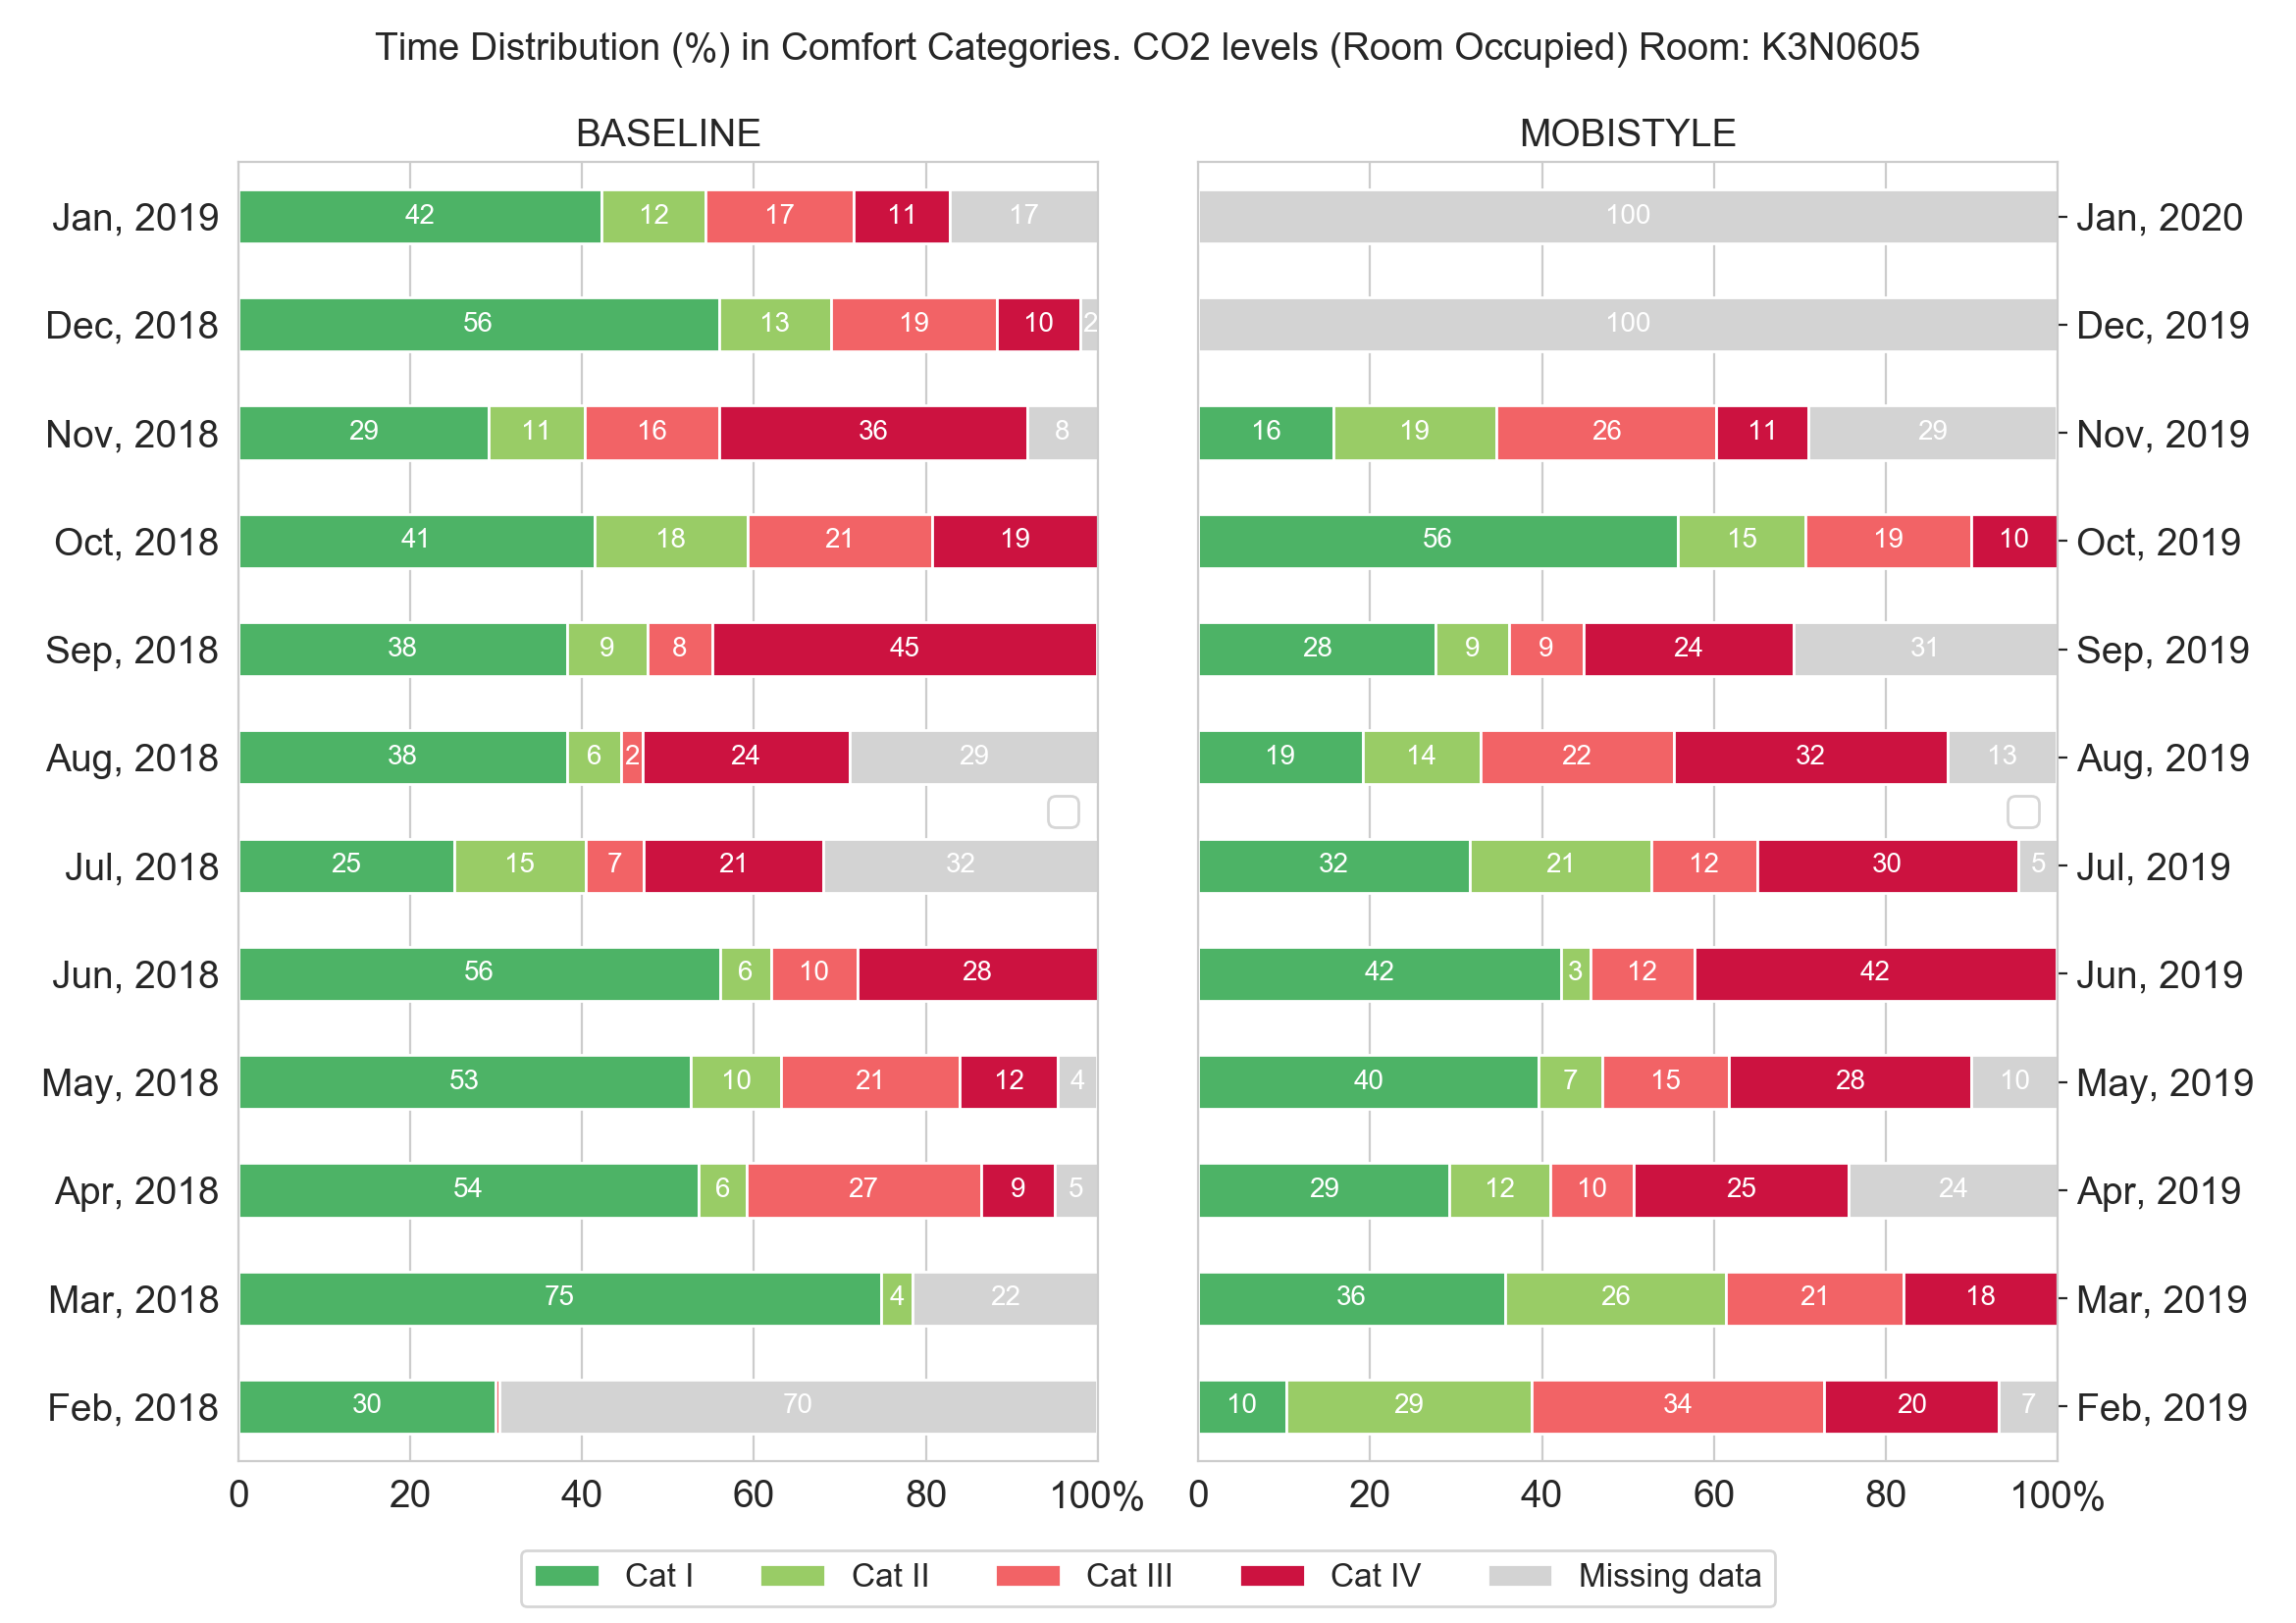 Time Distribution (%) in Comfort Categories. CO2 levels (Room Occupied) Room: K3N0605
BASELINE
Jan, 2019 42 12 17 11 17
Dec, 2018 56 13 19 10 2
Nov, 2018 29 11 16 36 8
Oct, 2018 41 18 21 19
Sep, 2018 38 9 8 45
Aug, 2018 38 6 2 24 29
Jul, 2018 25 15 7 21 32
Jun, 2018 56 6 10 28
May, 2018 53 10 21 12 4
Apr, 2018 54 6 27 9 5
Mar, 2018 75 4 22
Feb, 2018 30 70
0 20 40 60 80 100%
MOBISTYLE
100 Jan, 2020
100 Dec, 2019
16 19 26 11 29 Nov, 2019
56 15 19 10 Oct, 2019
28 9 9 24 31 Sep, 2019
19 14 22 32 13 Aug, 2019
32 21 12 30 5 Jul, 2019
42 3 12 42 Jun, 2019
40 7 15 28 10 May, 2019
29 12 10 25 24 Apr, 2019
36 26 21 18 Mar, 2019
10 29 34 20 7 Feb, 2019
0 20 40 60 80 100%
Cat I Cat II Cat III Cat IV Missing data